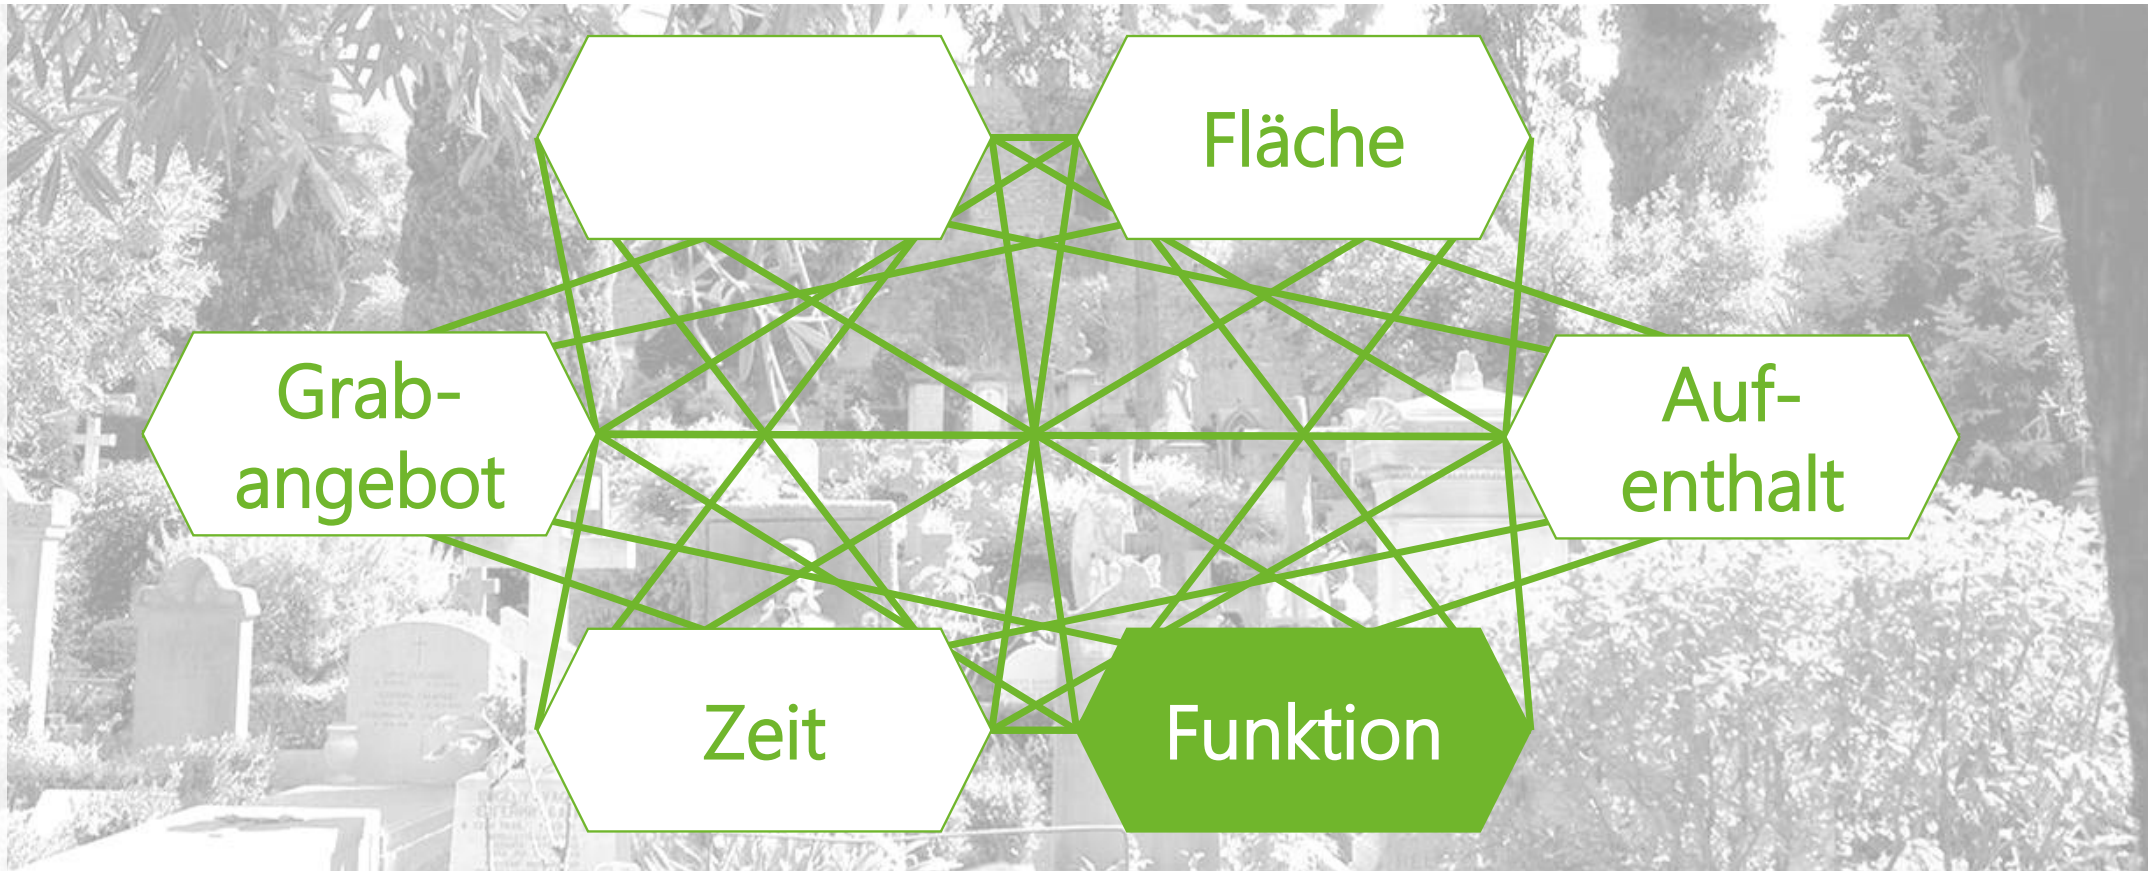 Fläche
Grab-
angebot
Auf-
enthalt
Zeit
Funktion